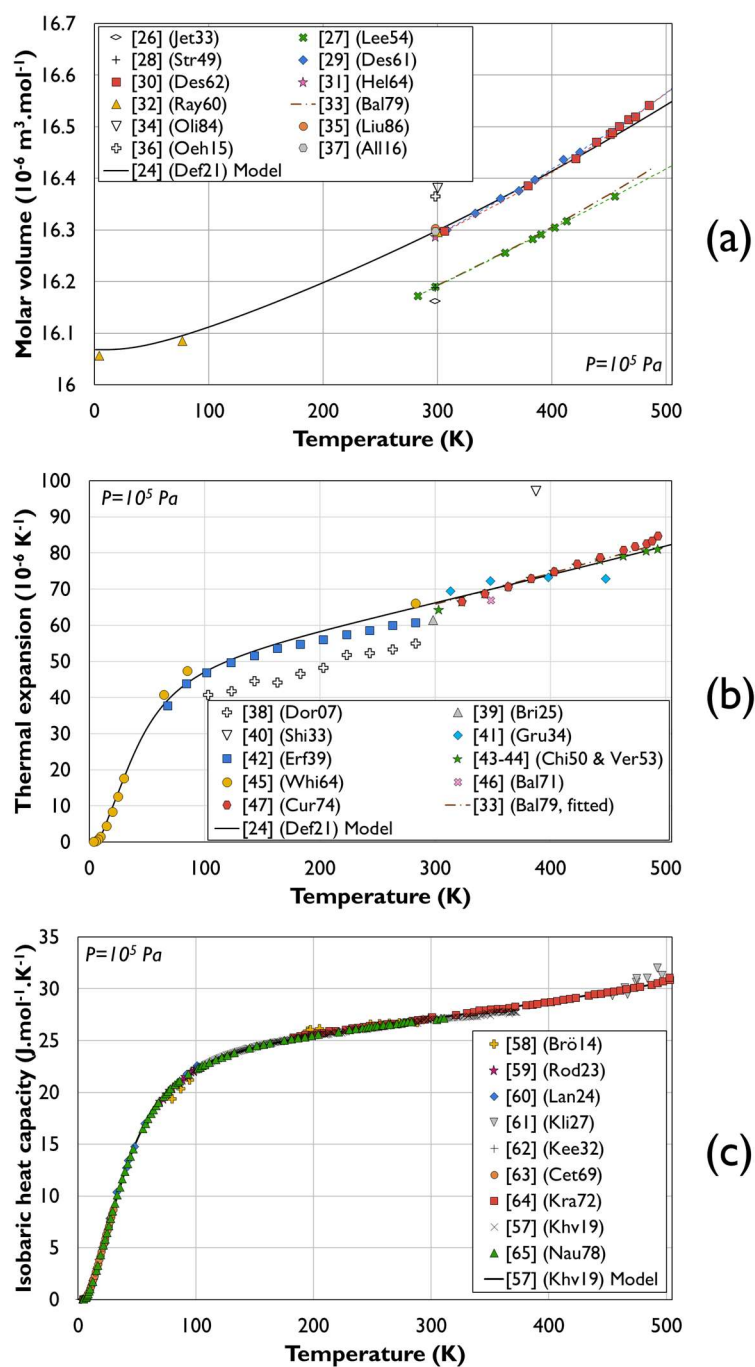 16.7
16.6
16.5
16.4
16.3
16.2
16.1
16
Molar volume (10⁻⁶ m³.mol⁻¹)
[26] (Jet33) [27] (Lee54)
[28] (Str49) [29] (Des61)
[30] (Des62) [31] (Hel64)
[32] (Ray60) [33] (Bal79)
[34] (Oli84) [35] (Liu86)
[36] (Oeh15) [37] (All16)
[24] (Def21) Model
P=10⁵ Pa
(a)
0 100 200 300 400 500
Temperature (K)
100
90
80
70
60
50
40
30
20
10
0
Thermal expansion (10⁻⁶ K⁻¹)
P=10⁵ Pa
[38] (Dor07) [39] (Bri25)
[40] (Shi33) [41] (Gru34)
[42] (Erf39) [43-44] (Chi50 & Ver53)
[45] (Whi64) [46] (Bal71)
[47] (Cur74) [33] (Bal79, fitted)
[24] (Def21) Model
(b)
0 100 200 300 400 500
Temperature (K)
35
30
25
20
15
10
5
0
Isobaric heat capacity (J.mol⁻¹.K⁻¹)
P=10⁵ Pa
[58] (Brö14)
[59] (Rod23)
[60] (Lan24)
[61] (Kli27)
[62] (Kee32)
[63] (Cet69)
[64] (Kra72)
[57] (Khv19)
[65] (Nau78)
[57] (Khv19) Model
(c)
0 100 200 300 400 500
Temperature (K)